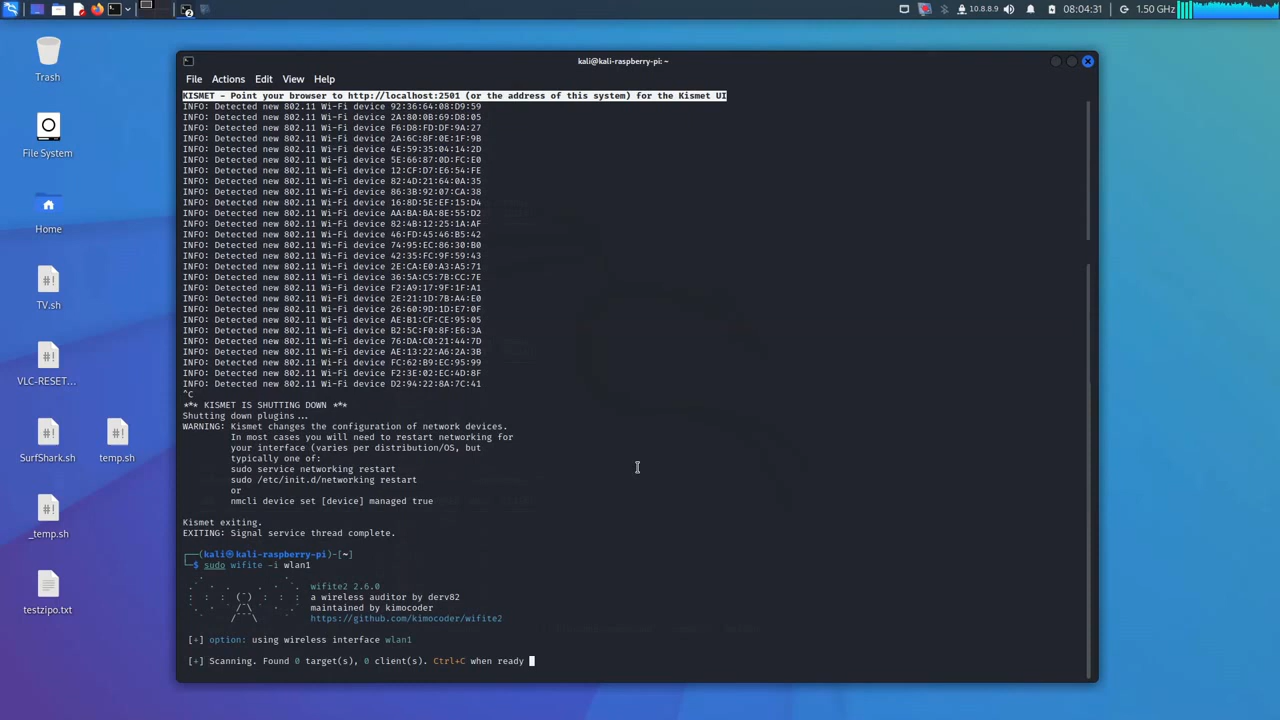 10.8.8.9
08:04:31
1.50 GHz
2
kali@kali-raspberry-pi: ~
File Actions Edit View Help
KISMET - Point your browser to http://localhost:2501 (or the address of this system) for the Kismet UI
INFO: Detected new 802.11 Wi-Fi device 92:36:64:08:D9:59
INFO: Detected new 802.11 Wi-Fi device 2A:80:0B:69:D8:05
INFO: Detected new 802.11 Wi-Fi device F6:D8:FD:DF:9A:27
INFO: Detected new 802.11 Wi-Fi device 2A:6C:8F:0E:1F:9B
INFO: Detected new 802.11 Wi-Fi device 4E:59:35:04:14:2D
INFO: Detected new 802.11 Wi-Fi device 5E:66:87:0D:FC:E0
INFO: Detected new 802.11 Wi-Fi device 12:CF:D7:E6:54:FE
INFO: Detected new 802.11 Wi-Fi device 82:4D:21:64:0A:35
INFO: Detected new 802.11 Wi-Fi device 86:3B:92:07:CA:38
INFO: Detected new 802.11 Wi-Fi device 16:8D:5E:EF:15:D4
INFO: Detected new 802.11 Wi-Fi device AA:BA:BA:8E:55:D2
INFO: Detected new 802.11 Wi-Fi device 82:4B:12:25:1A:AF
INFO: Detected new 802.11 Wi-Fi device 46:FD:45:46:B5:42
INFO: Detected new 802.11 Wi-Fi device 74:95:EC:86:30:B0
INFO: Detected new 802.11 Wi-Fi device 42:35:FC:9F:59:43
INFO: Detected new 802.11 Wi-Fi device 2E:CA:E0:A3:A5:71
INFO: Detected new 802.11 Wi-Fi device 36:5A:C5:7B:CC:7E
INFO: Detected new 802.11 Wi-Fi device F2:A9:17:9F:1F:A1
INFO: Detected new 802.11 Wi-Fi device 2E:21:1D:7B:A4:E0
INFO: Detected new 802.11 Wi-Fi device 26:60:9D:1D:E7:0F
INFO: Detected new 802.11 Wi-Fi device AE:B1:CF:CE:95:05
INFO: Detected new 802.11 Wi-Fi device B2:5C:F0:8F:E6:3A
INFO: Detected new 802.11 Wi-Fi device 76:DA:C0:21:44:7D
INFO: Detected new 802.11 Wi-Fi device AE:13:22:A6:2A:3B
INFO: Detected new 802.11 Wi-Fi device FC:62:B9:EC:95:99
INFO: Detected new 802.11 Wi-Fi device F2:3E:02:EC:4D:8F
INFO: Detected new 802.11 Wi-Fi device D2:94:22:8A:7C:41
^C
*** KISMET IS SHUTTING DOWN ***
Shutting down plugins...
WARNING: Kismet changes the configuration of network devices.
In most cases you will need to restart networking for
your interface (varies per distribution/OS, but
typically one of:
sudo service networking restart
sudo /etc/init.d/networking restart
or
nmcli device set [device] managed true
Kismet exiting.
EXITING: Signal service thread complete.
┌──(kali㉿kali-raspberry-pi)-[~]
└─$ sudo wifite -i wlan1
wifite2 2.6.0
a wireless auditor by derv82
maintained by kimocoder
https://github.com/kimocoder/wifite2
[+] option: using wireless interface wlan1
[+] Scanning. Found 0 target(s), 0 client(s). Ctrl+C when ready
Trash
File System
Home
TV.sh
VLC-RESET...
SurfShark.sh
temp.sh
_temp.sh
testzipo.txt